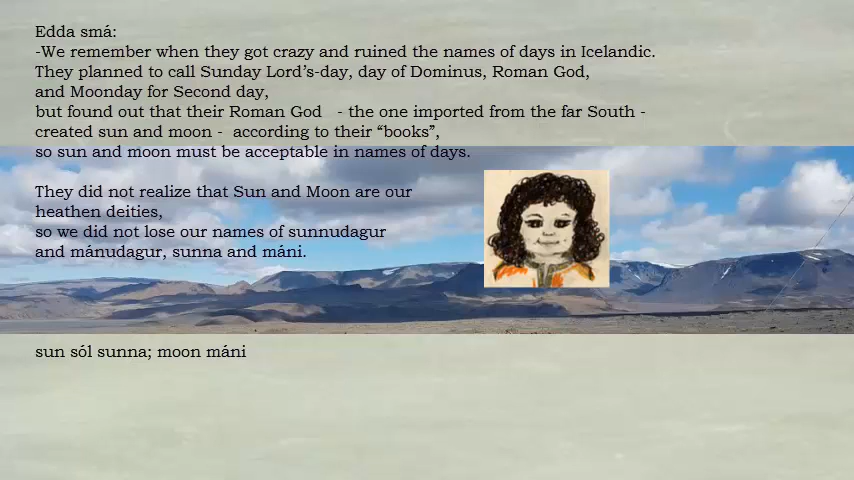 Edda smá:
-We remember when they got crazy and ruined the names of days in Icelandic.
They planned to call Sunday Lord’s-day, day of Dominus, Roman God,
and Moonday for Second day,
but found out that their Roman God - the one imported from the far South -
created sun and moon - according to their “books”,
so sun and moon must be acceptable in names of days.
They did not realize that Sun and Moon are our
heathen deities,
so we did not lose our names of sunnudagur
and mánudagur, sunna and máni.
sun sól sunna; moon máni